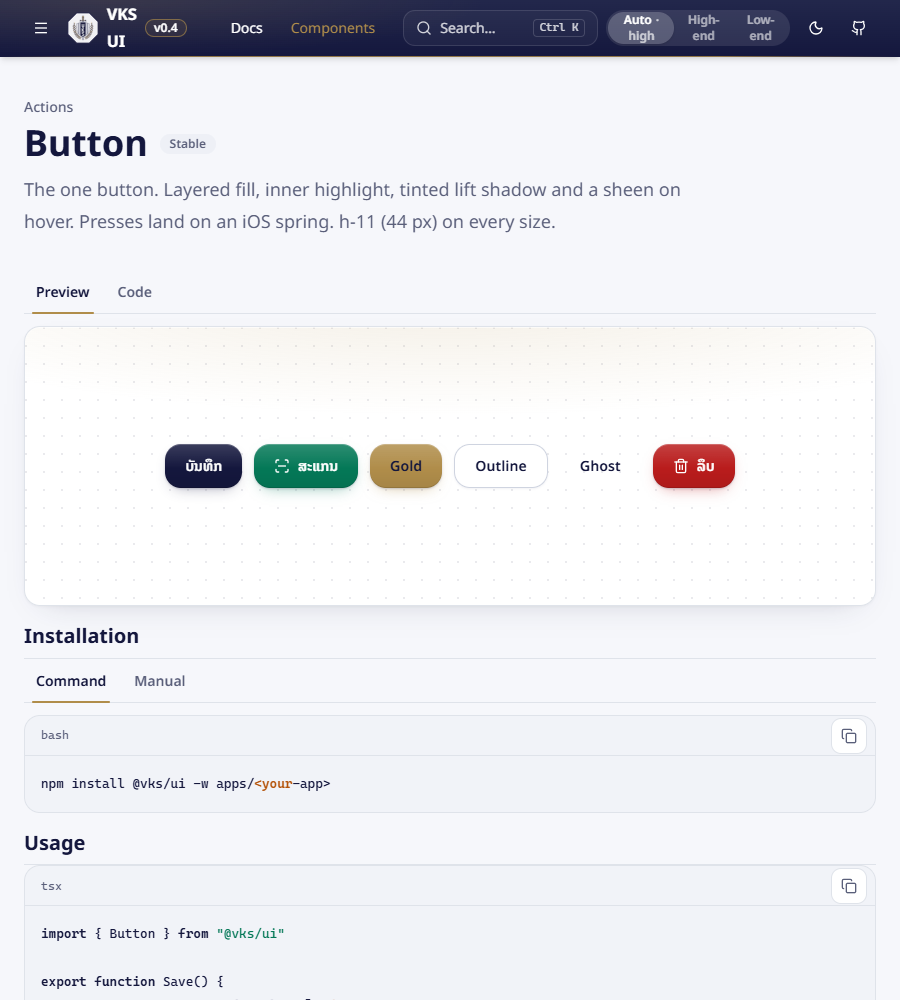 VKS UI
v0.4
Docs
Components
Search...
Ctrl K
Auto · high
High-end
Low-end
Actions
Button
Stable
The one button. Layered fill, inner highlight, tinted lift shadow and a sheen on
hover. Presses land on an iOS spring. h-11 (44 px) on every size.
Preview
Code
ບັນທຶກ
ສະແກນ
Gold
Outline
Ghost
ລຶບ
Installation
Command
Manual
bash
npm install @vks/ui -w apps/<your-app>
Usage
tsx
import { Button } from "@vks/ui"
export function Save() {